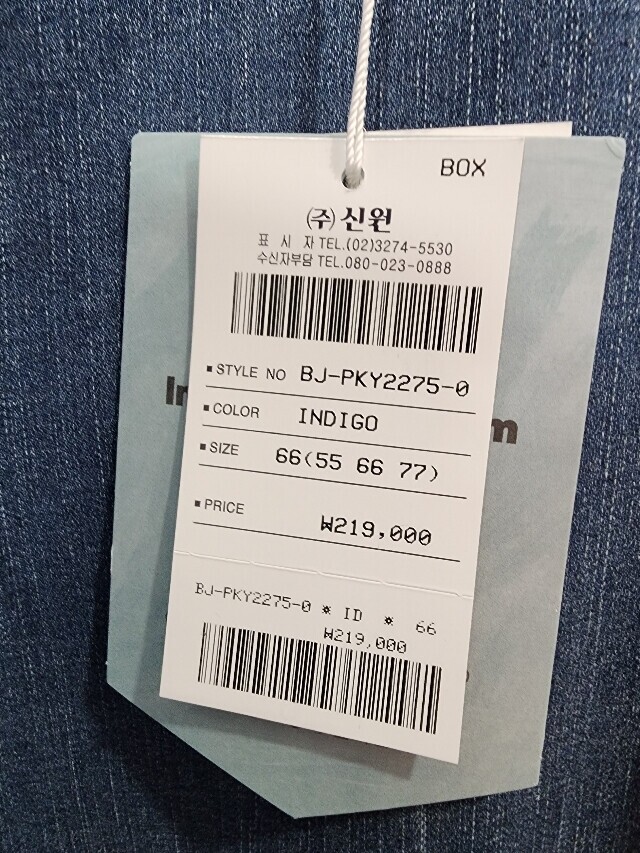 BOX
(주)신원
표 시 자 TEL.(02)3274-5530
수신자부담 TEL.080-023-0888
STYLE NO BJ-PKY2275-0
COLOR INDIGO
SIZE 66(55 66 77)
PRICE ₩219,000
BJ-PKY2275-0 * ID * 66
₩219,000